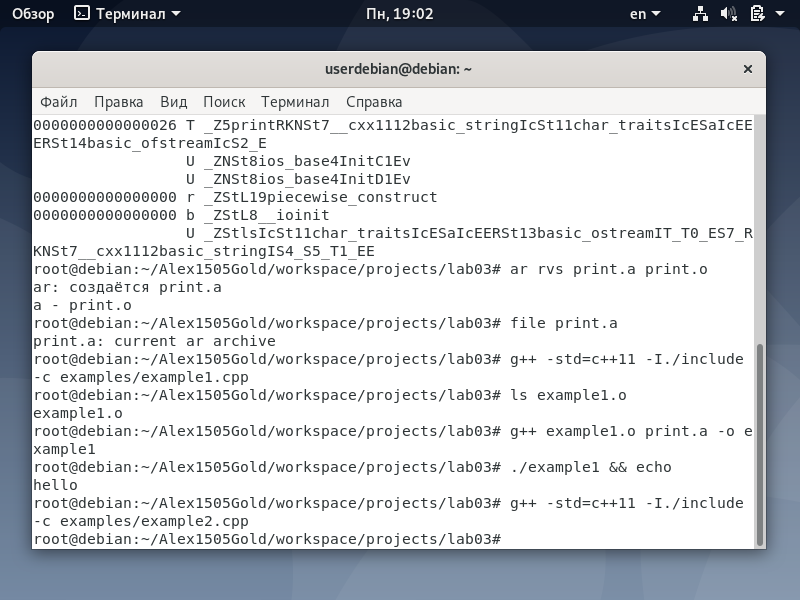 Обзор Терминал Пн, 19:02 en
userdebian@debian: ~ ×
Файл Правка Вид Поиск Терминал Справка
0000000000000026 T _Z5printRKNSt7__cxx1112basic_stringIcSt11char_traitsIcESaIcEE
ERSt14basic_ofstreamIcS2_E
U _ZNSt8ios_base4InitC1Ev
U _ZNSt8ios_base4InitD1Ev
0000000000000000 r _ZStL19piecewise_construct
0000000000000000 b _ZStL8__ioinit
U _ZStlsIcSt11char_traitsIcESaIcEERSt13basic_ostreamIT_T0_ES7_R
KNSt7__cxx1112basic_stringIS4_S5_T1_EE
root@debian:~/Alex1505Gold/workspace/projects/lab03# ar rvs print.a print.o
ar: создаётся print.a
a - print.o
root@debian:~/Alex1505Gold/workspace/projects/lab03# file print.a
print.a: current ar archive
root@debian:~/Alex1505Gold/workspace/projects/lab03# g++ -std=c++11 -I./include
-c examples/example1.cpp
root@debian:~/Alex1505Gold/workspace/projects/lab03# ls example1.o
example1.o
root@debian:~/Alex1505Gold/workspace/projects/lab03# g++ example1.o print.a -o e
xample1
root@debian:~/Alex1505Gold/workspace/projects/lab03# ./example1 && echo
hello
root@debian:~/Alex1505Gold/workspace/projects/lab03# g++ -std=c++11 -I./include
-c examples/example2.cpp
root@debian:~/Alex1505Gold/workspace/projects/lab03#